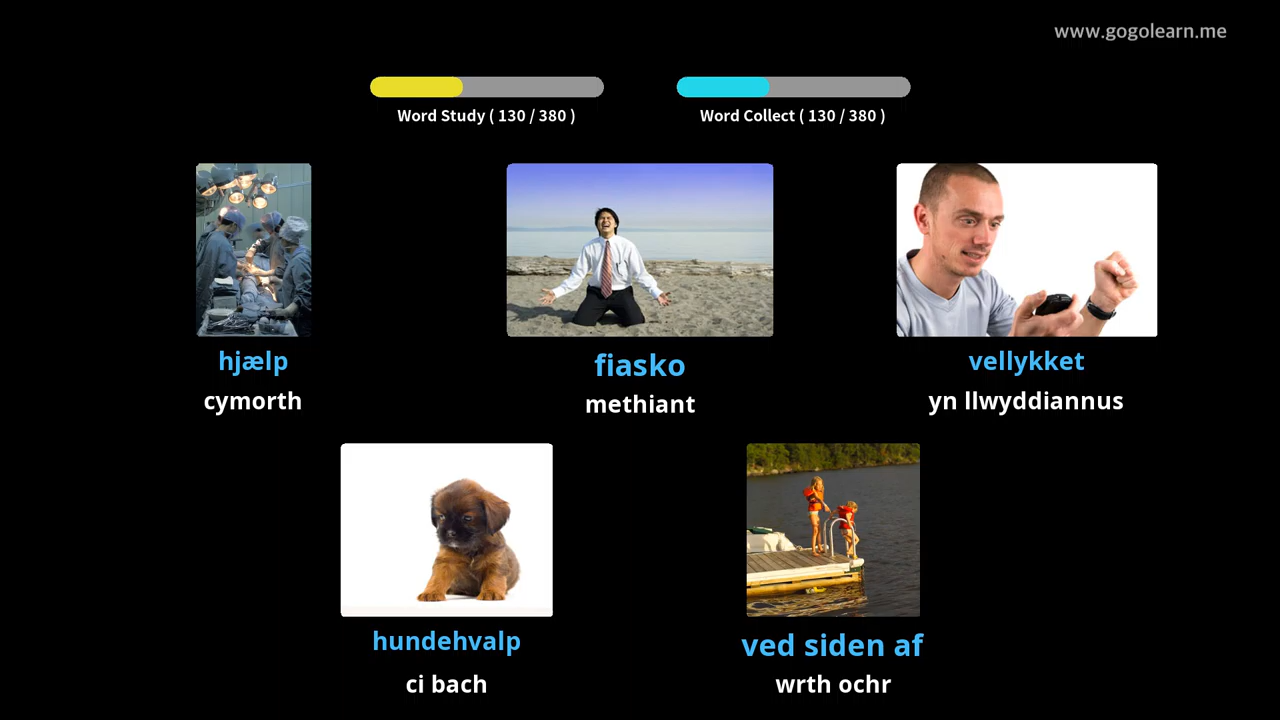 www.gogolearn.me
Word Study ( 130 / 380 )
Word Collect ( 130 / 380 )
hjælp
cymorth
fiasko
methiant
vellykket
yn llwyddiannus
hundehvalp
ci bach
ved siden af
wrth ochr